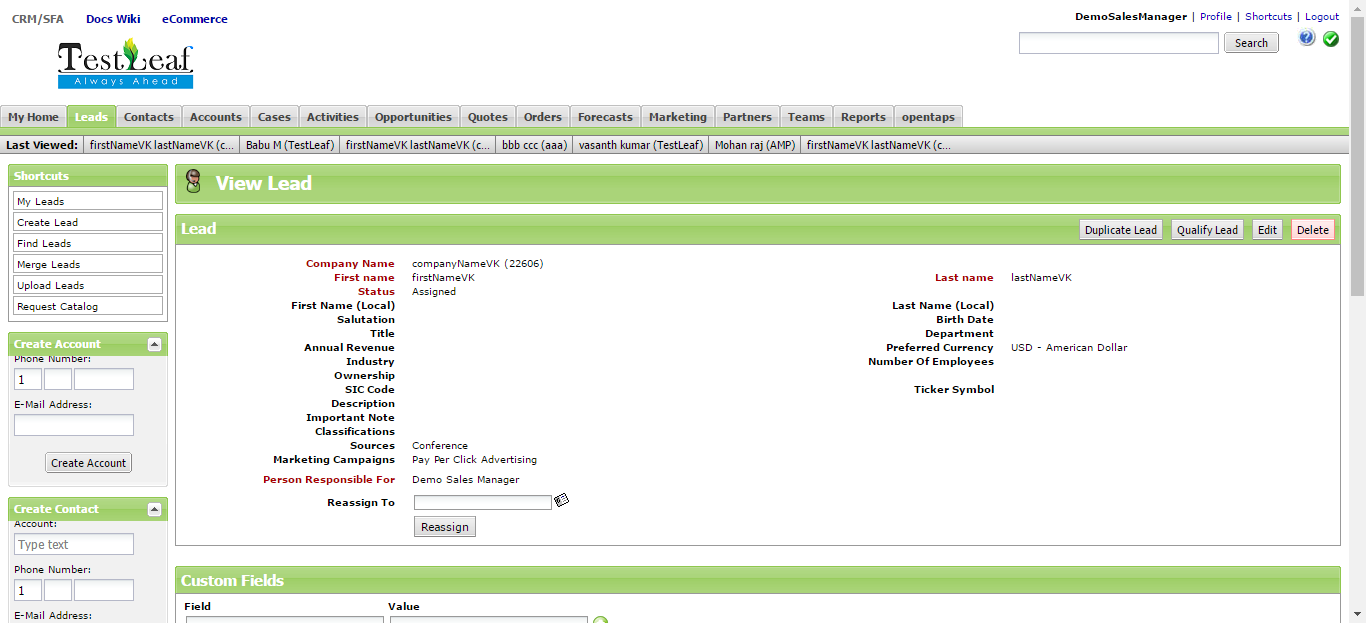 CRM/SFA Docs Wiki eCommerce
DemoSalesManager | Profile | Shortcuts | Logout
TestLeaf
Always Ahead
Search
?
My Home Leads Contacts Accounts Cases Activities Opportunities Quotes Orders Forecasts Marketing Partners Teams Reports opentaps
Last Viewed: firstNameVK lastNameVK (c... Babu M (TestLeaf) firstNameVK lastNameVK (c... bbb ccc (aaa) vasanth kumar (TestLeaf) Mohan raj (AMP) firstNameVK lastNameVK (c...
Shortcuts
My Leads
Create Lead
Find Leads
Merge Leads
Upload Leads
Request Catalog
Create Account
Phone Number:
1
E-Mail Address:
Create Account
Create Contact
Account:
Type text
Phone Number:
1
E-Mail Address:
View Lead
Lead
Duplicate Lead Qualify Lead Edit Delete
Company Name companyNameVK (22606)
First name firstNameVK Last name lastNameVK
Status Assigned
First Name (Local) Last Name (Local)
Salutation Birth Date
Title Department
Annual Revenue Preferred Currency USD - American Dollar
Industry Number Of Employees
Ownership
SIC Code Ticker Symbol
Description
Important Note
Classifications
Sources Conference
Marketing Campaigns Pay Per Click Advertising
Person Responsible For Demo Sales Manager
Reassign To
Reassign
Custom Fields
Field Value